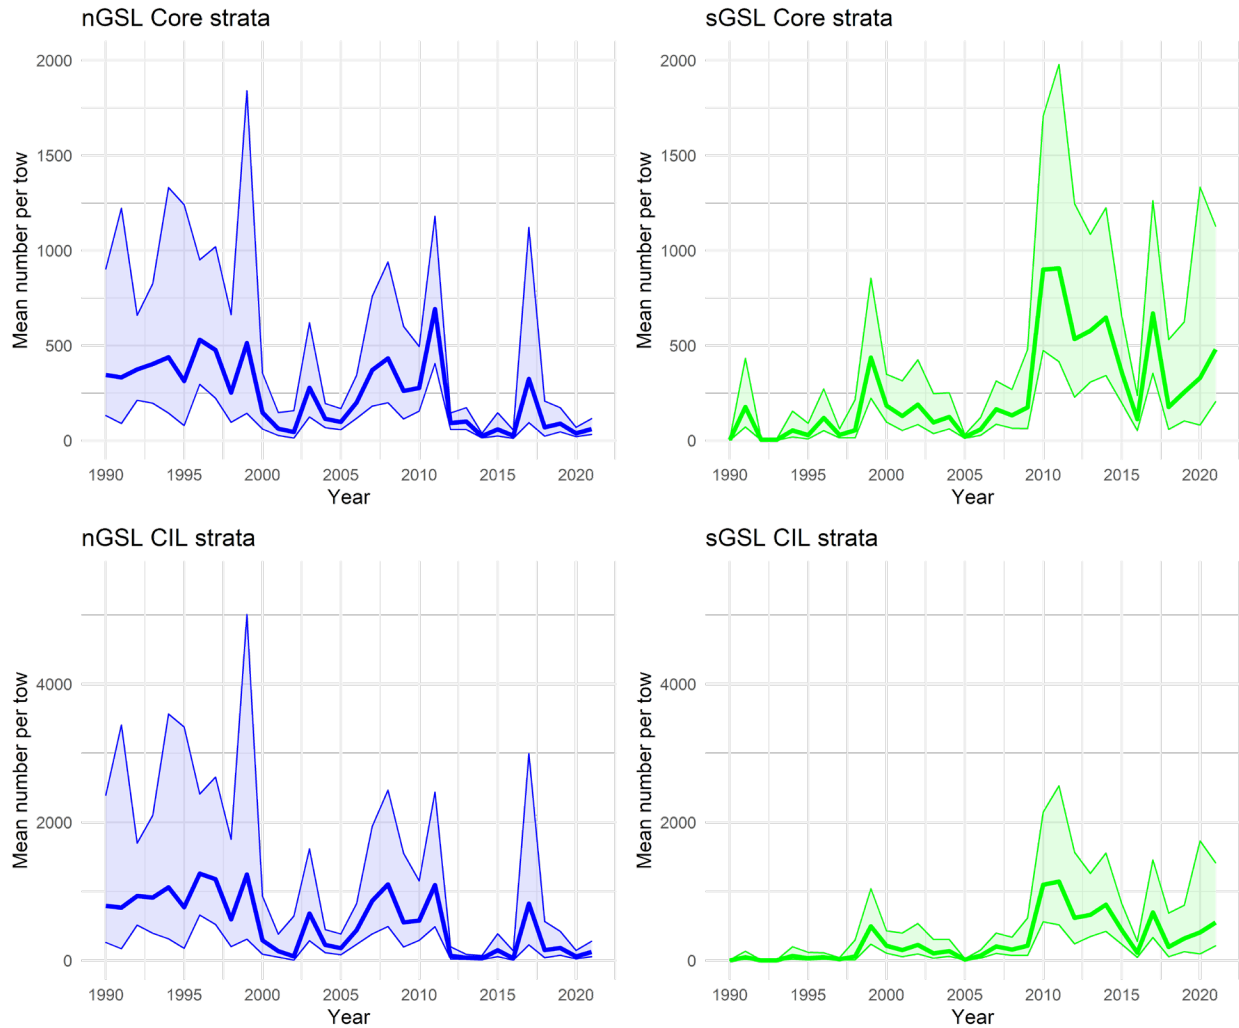 nGSL Core strata
2000
1500
1000
500
0
Mean number per tow
1990 1995 2000 2005 2010 2015 2020
Year
sGSL Core strata
2000
1500
1000
500
0
Mean number per tow
1990 1995 2000 2005 2010 2015 2020
Year
nGSL CIL strata
4000
2000
0
Mean number per tow
1990 1995 2000 2005 2010 2015 2020
Year
sGSL CIL strata
4000
2000
0
Mean number per tow
1990 1995 2000 2005 2010 2015 2020
Year